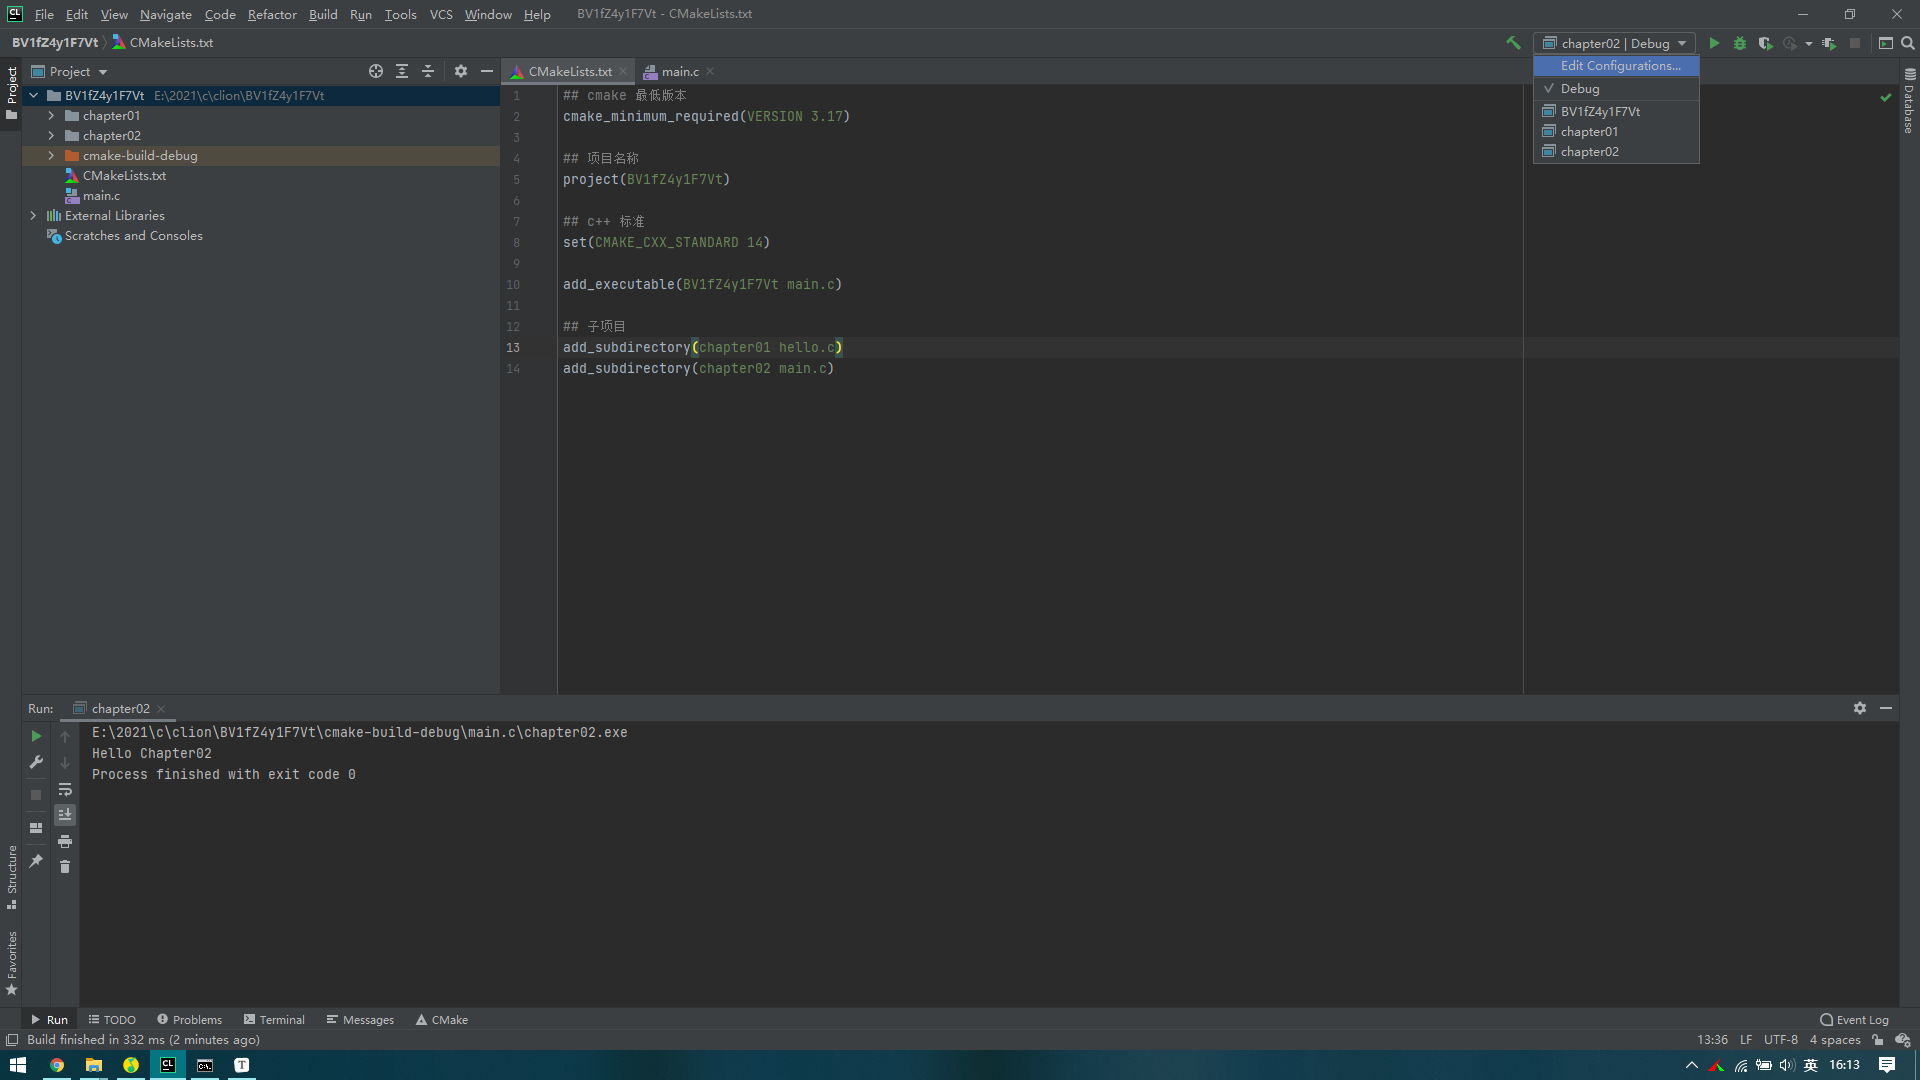 CL File Edit View Navigate Code Refactor Build Run Tools VCS Window Help BV1fZ4y1F7Vt - CMakeLists.txt
BV1fZ4y1F7Vt CMakeLists.txt chapter02 | Debug
Edit Configurations...
Debug
BV1fZ4y1F7Vt
chapter01
chapter02
Project
Database
Project
BV1fZ4y1F7Vt E:\2021\c\clion\BV1fZ4y1F7Vt
chapter01
chapter02
cmake-build-debug
CMakeLists.txt
main.c
External Libraries
Scratches and Consoles
CMakeLists.txt main.c
1 ## cmake 最低版本
2 cmake_minimum_required(VERSION 3.17)
3
4 ## 项目名称
5 project(BV1fZ4y1F7Vt)
6
7 ## c++ 标准
8 set(CMAKE_CXX_STANDARD 14)
9
10 add_executable(BV1fZ4y1F7Vt main.c)
11
12 ## 子项目
13 add_subdirectory(chapter01 hello.c)
14 add_subdirectory(chapter02 main.c)
Run: chapter02
E:\2021\c\clion\BV1fZ4y1F7Vt\cmake-build-debug\main.c\chapter02.exe
Hello Chapter02
Process finished with exit code 0
Structure
Favorites
Run TODO Problems Terminal Messages CMake Event Log
Build finished in 332 ms (2 minutes ago) 13:36 LF UTF-8 4 spaces
CL C:\. T 英 16:13